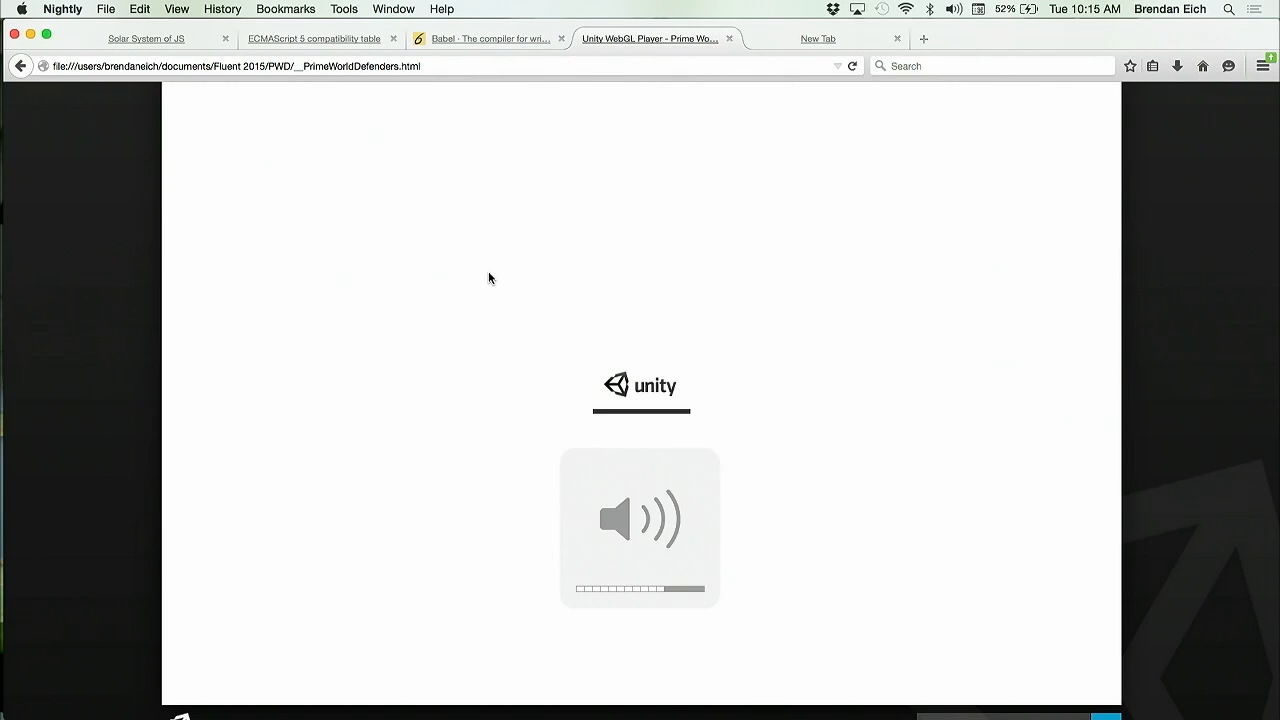 Nightly File Edit View History Bookmarks Tools Window Help 52% Tue 10:15 AM Brendan Eich
Solar System of JS ECMAScript 5 compatibility table Babel · The compiler for wri... Unity WebGL Player - Prime Wo... New Tab
file:///users/brendaneich/documents/Fluent 2015/PWD/__PrimeWorldDefenders.html Search
unity